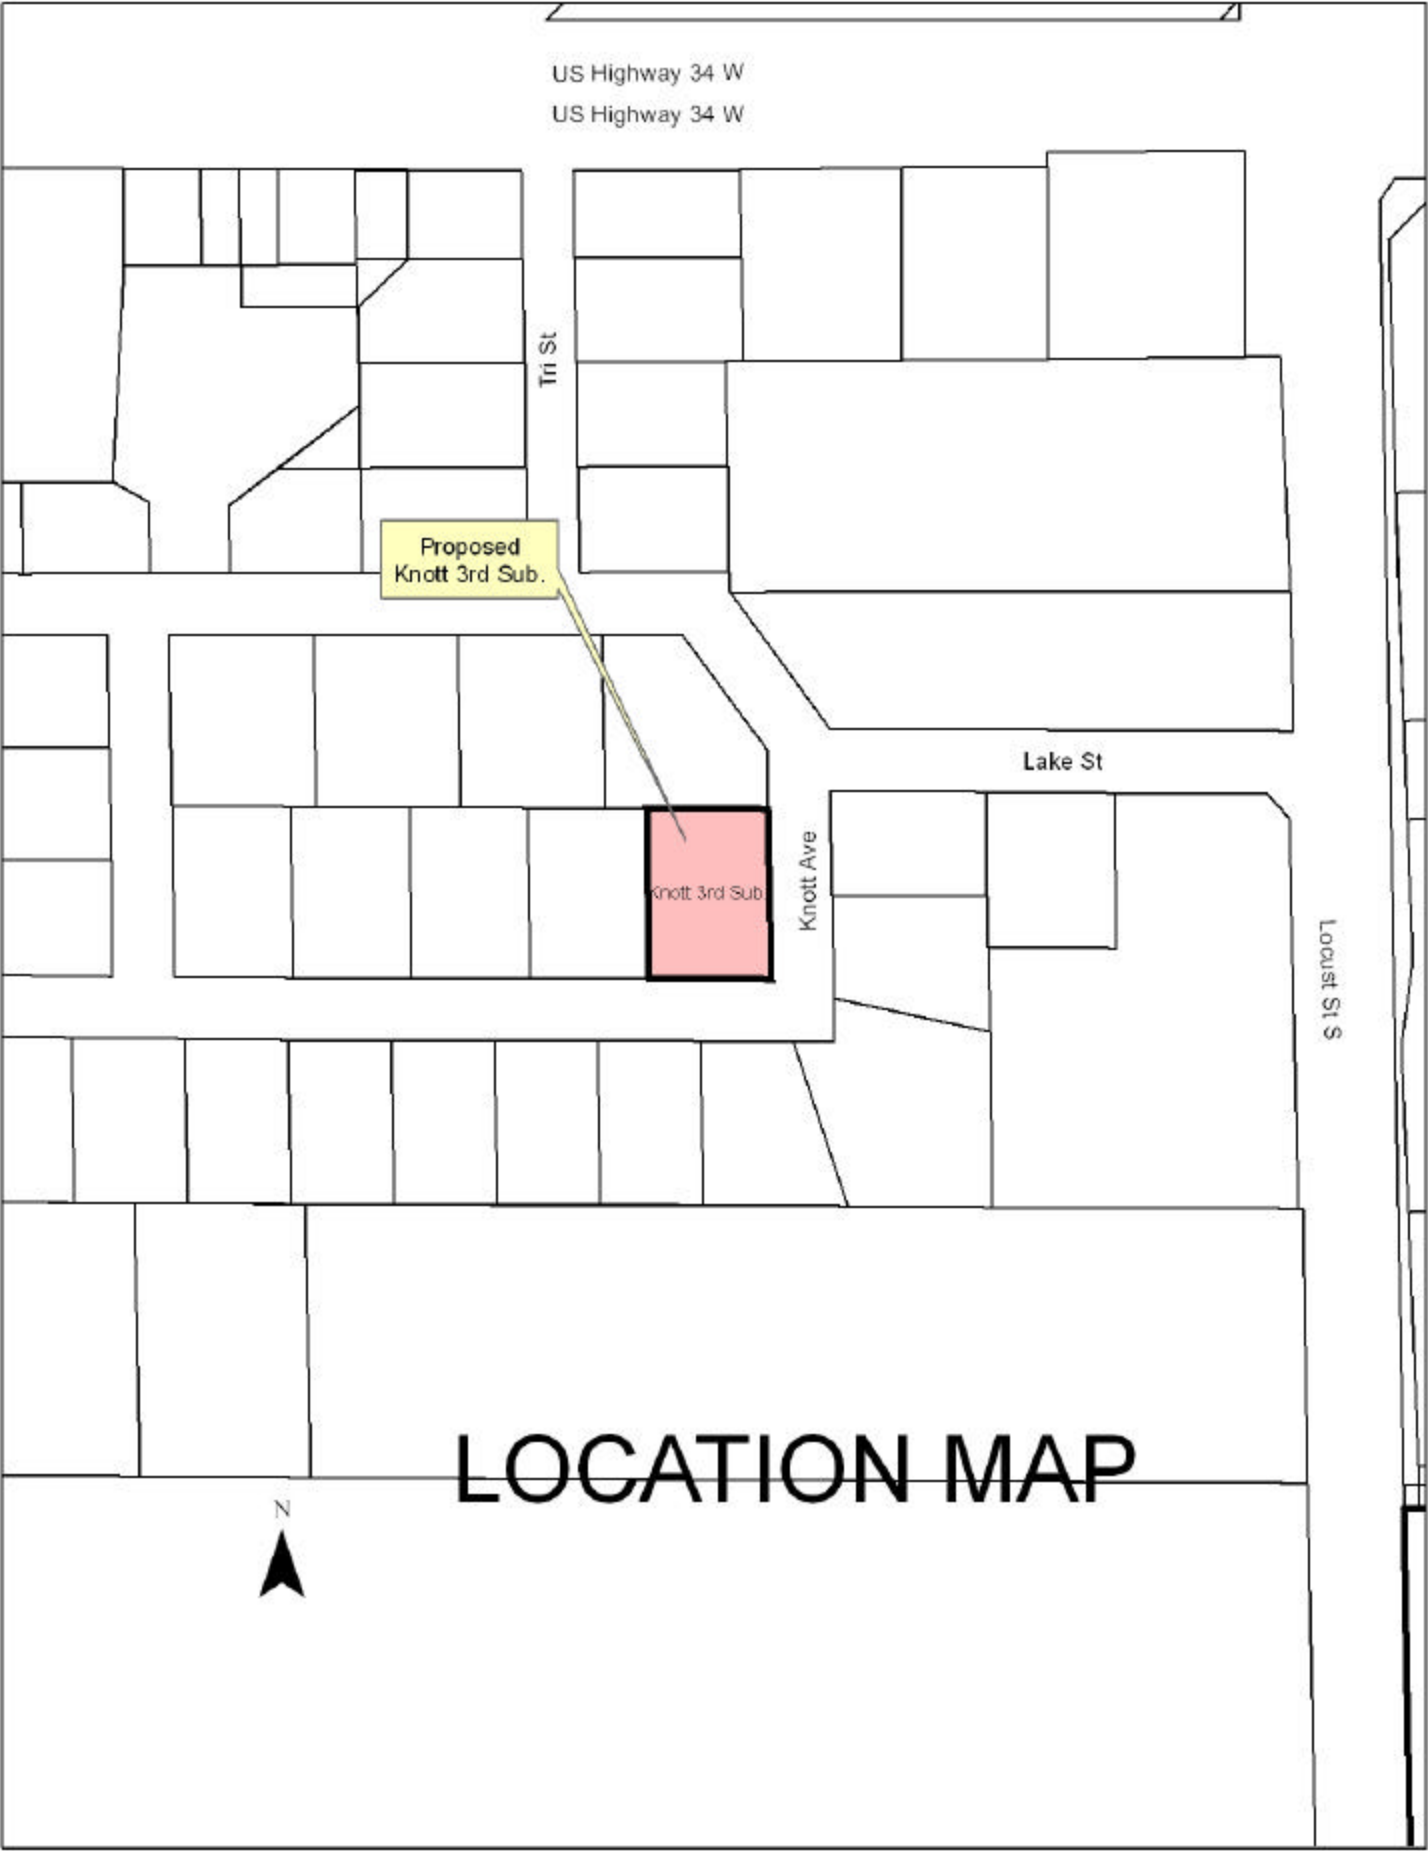 US Highway 34 W
US Highway 34 W
Tri St
Proposed
Knott 3rd Sub.
Lake St
Knott Ave
Knott 3rd Sub.
Locust St S
LOCATION MAP
N